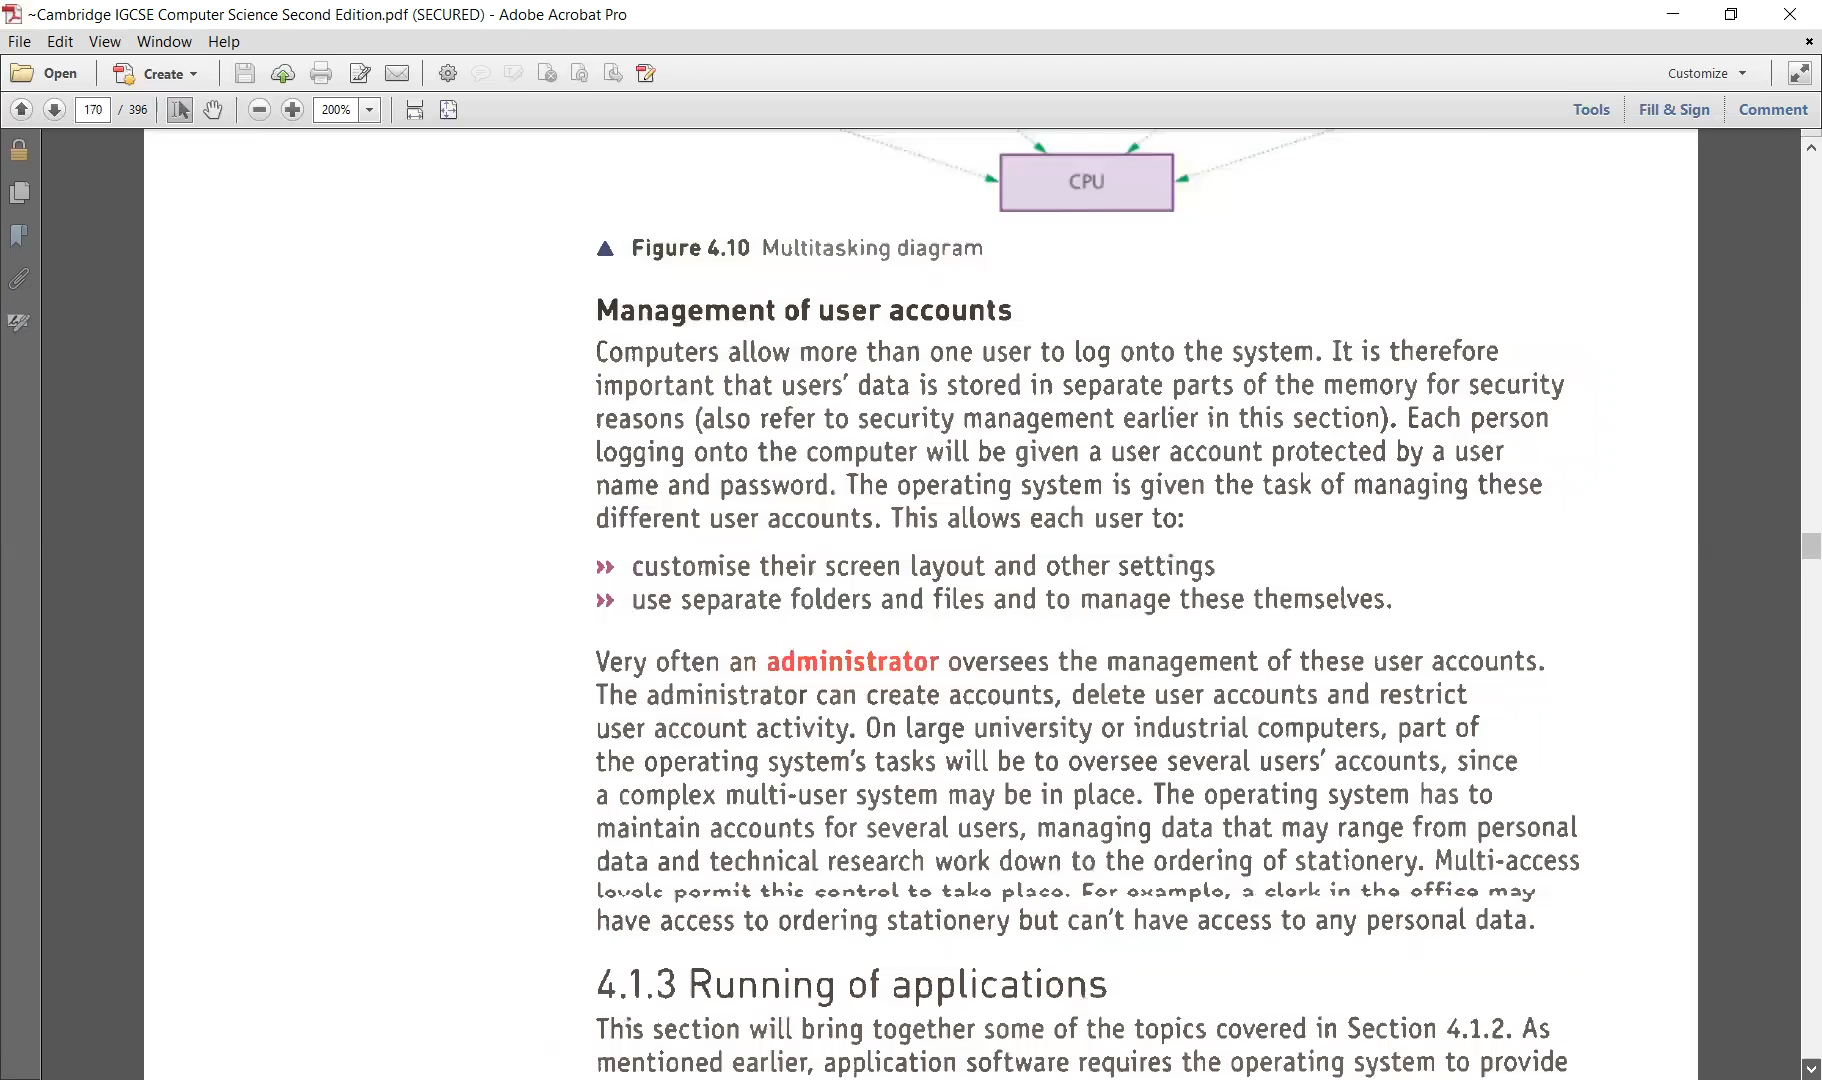 ~Cambridge IGCSE Computer Science Second Edition.pdf (SECURED) - Adobe Acrobat Pro
File Edit View Window Help
Open Create Customize
170 / 396 200% Tools Fill & Sign Comment
CPU
Figure 4.10 Multitasking diagram
Management of user accounts
Computers allow more than one user to log onto the system. It is therefore
important that users’ data is stored in separate parts of the memory for security
reasons (also refer to security management earlier in this section). Each person
logging onto the computer will be given a user account protected by a user
name and password. The operating system is given the task of managing these
different user accounts. This allows each user to:
» customise their screen layout and other settings
» use separate folders and files and to manage these themselves.
Very often an administrator oversees the management of these user accounts.
The administrator can create accounts, delete user accounts and restrict
user account activity. On large university or industrial computers, part of
the operating system’s tasks will be to oversee several users’ accounts, since
a complex multi-user system may be in place. The operating system has to
maintain accounts for several users, managing data that may range from personal
data and technical research work down to the ordering of stationery. Multi-access
levels permit this control to take place. For example, a clerk in the office may
have access to ordering stationery but can’t have access to any personal data.
4.1.3 Running of applications
This section will bring together some of the topics covered in Section 4.1.2. As
mentioned earlier, application software requires the operating system to provide